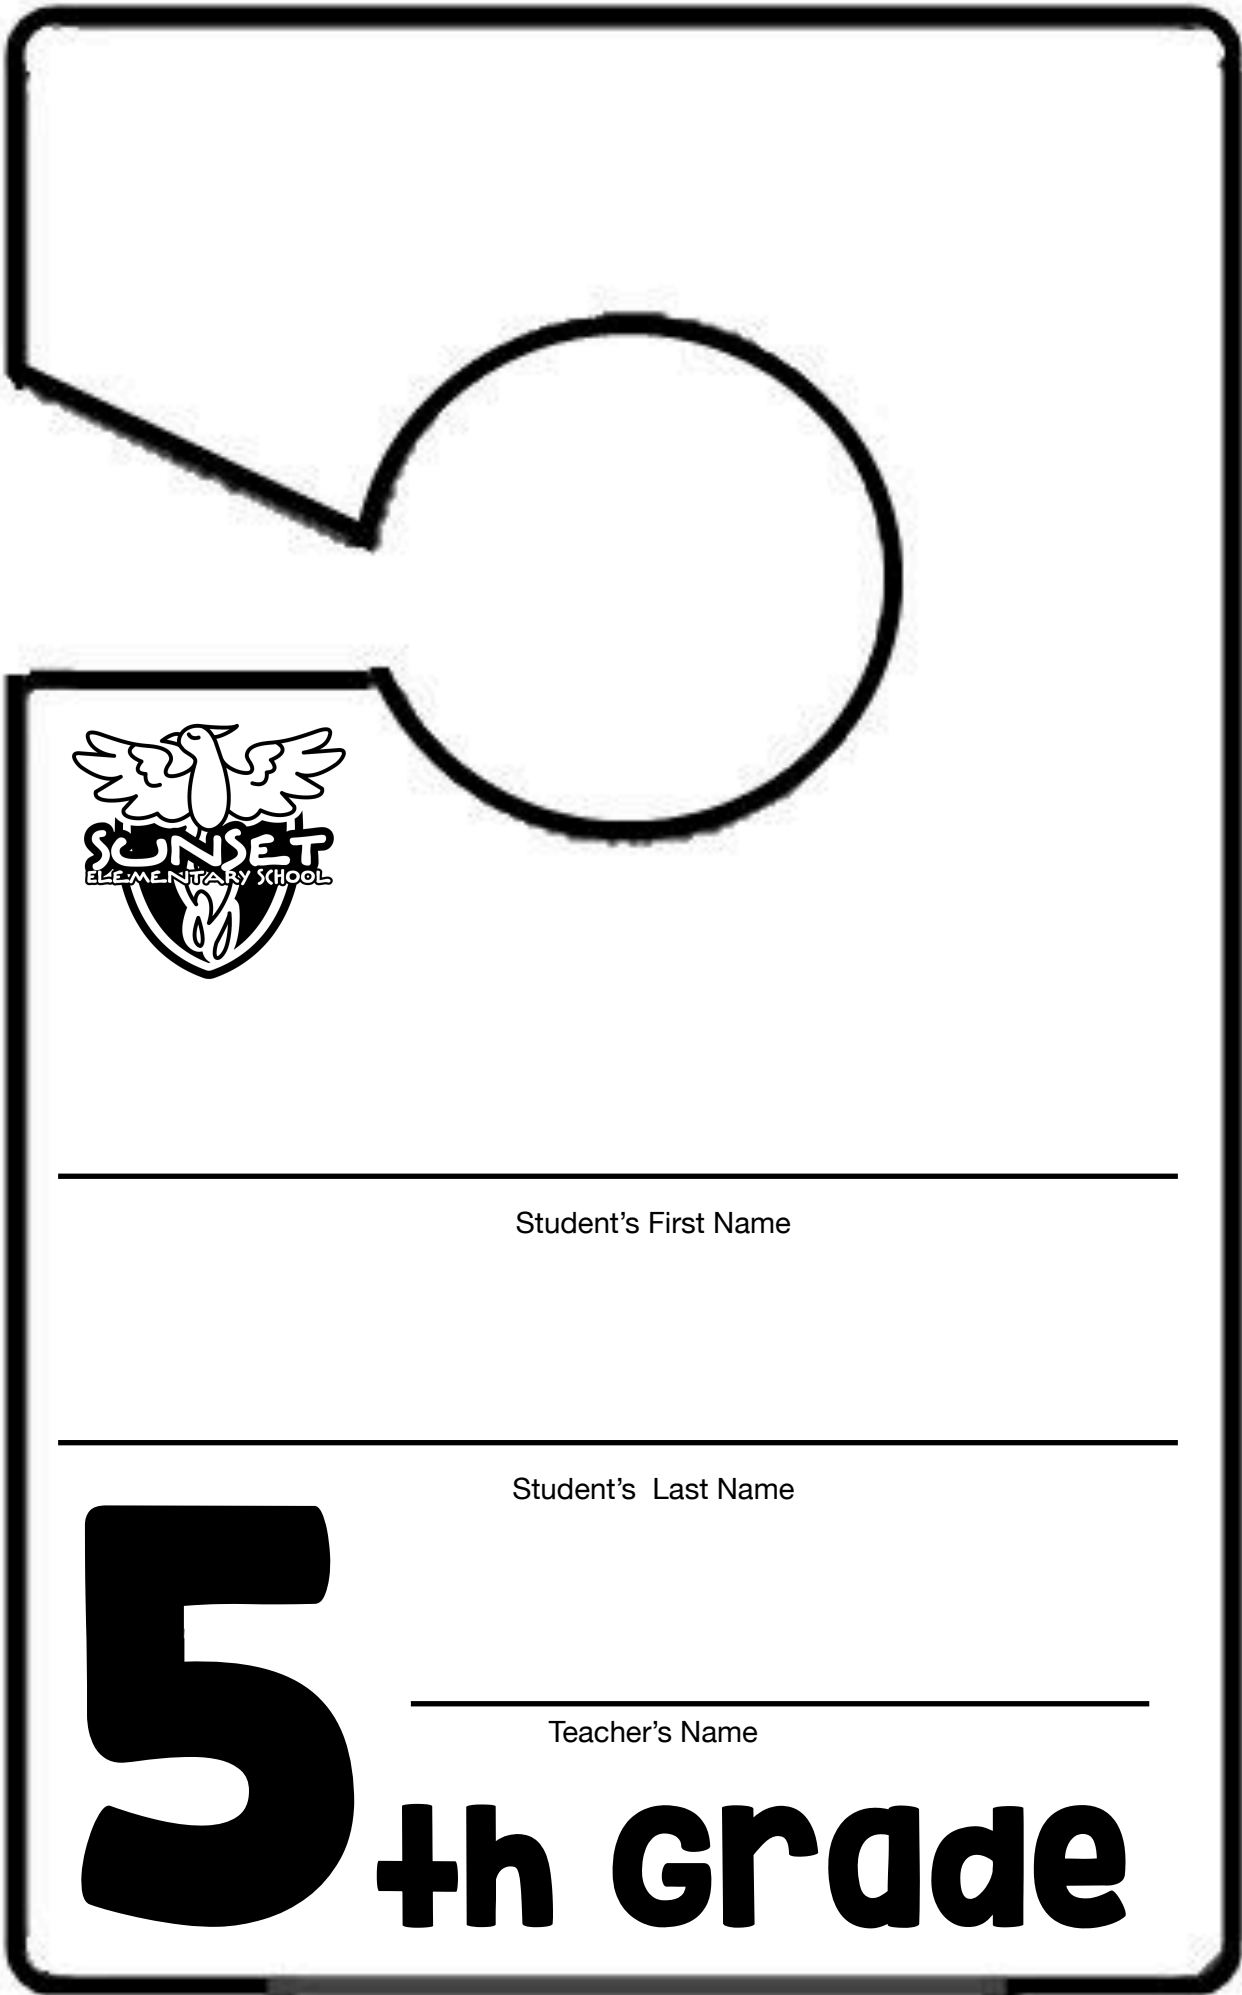 SUNSET
ELEMENTARY SCHOOL
Student’s First Name
Student’s  Last Name
Teacher’s Name
5th Grade